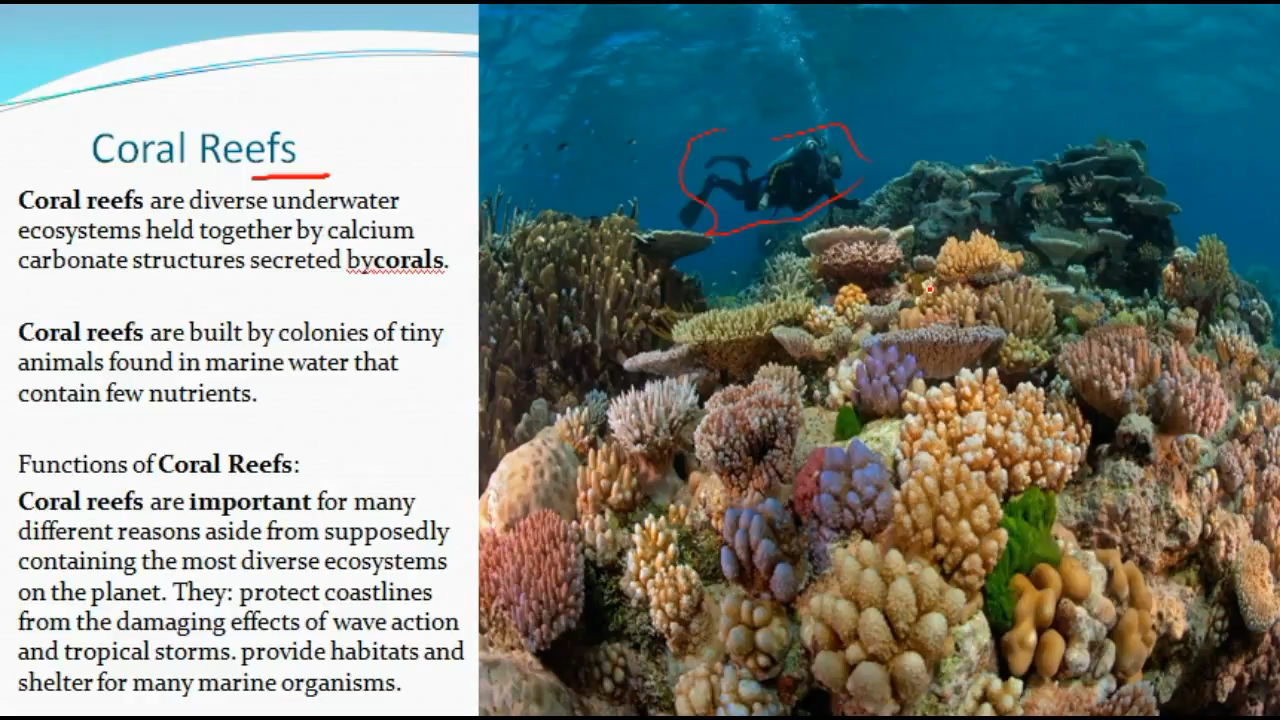 Coral Reefs
Coral reefs are diverse underwater
ecosystems held together by calcium
carbonate structures secreted bycorals.
Coral reefs are built by colonies of tiny
animals found in marine water that
contain few nutrients.
Functions of Coral Reefs:
Coral reefs are important for many
different reasons aside from supposedly
containing the most diverse ecosystems
on the planet. They: protect coastlines
from the damaging effects of wave action
and tropical storms. provide habitats and
shelter for many marine organisms.